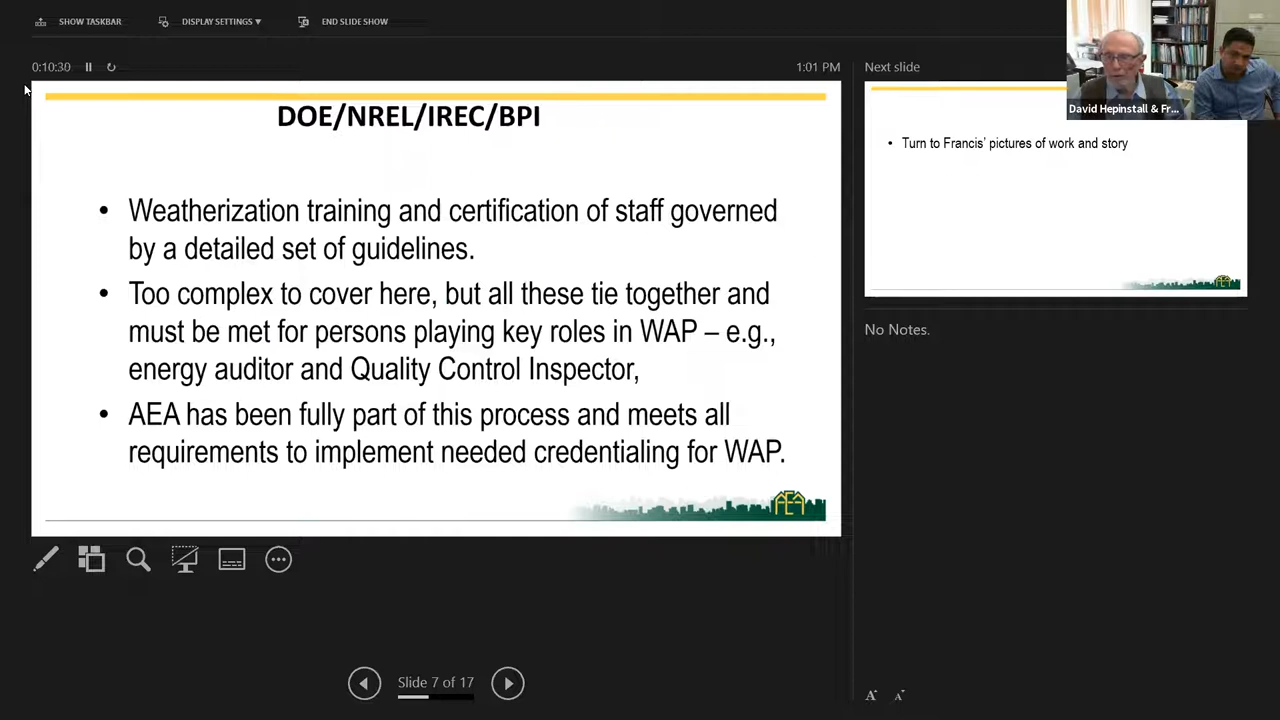 SHOW TASKBAR
DISPLAY SETTINGS ▼
END SLIDE SHOW
0:10:30
1:01 PM
DOE/NREL/IREC/BPI
• Weatherization training and certification of staff governed
by a detailed set of guidelines.
• Too complex to cover here, but all these tie together and
must be met for persons playing key roles in WAP – e.g.,
energy auditor and Quality Control Inspector,
• AEA has been fully part of this process and meets all
requirements to implement needed credentialing for WAP.
AEA
Slide 7 of 17
Next slide
David Hepinstall & Fr...
• Turn to Francis' pictures of work and story
AEA
No Notes.
A A